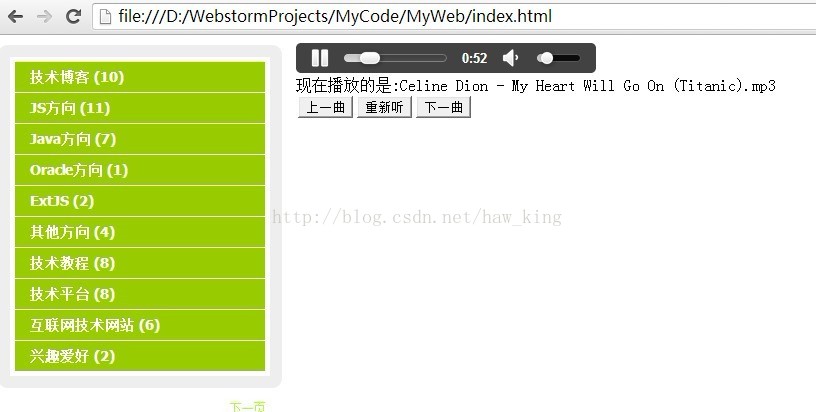 file:///D:/WebstormProjects/MyCode/MyWeb/index.html
技术博客 (10)
JS方向 (11)
Java方向 (7)
Oracle方向 (1)
ExtJS (2)
其他方向 (4)
技术教程 (8)
技术平台 (8)
互联网技术网站 (6)
兴趣爱好 (2)
下一页
0:52
现在播放的是:Celine Dion - My Heart Will Go On (Titanic).mp3
上一曲 重新听 下一曲
http://blog.csdn.net/haw_king